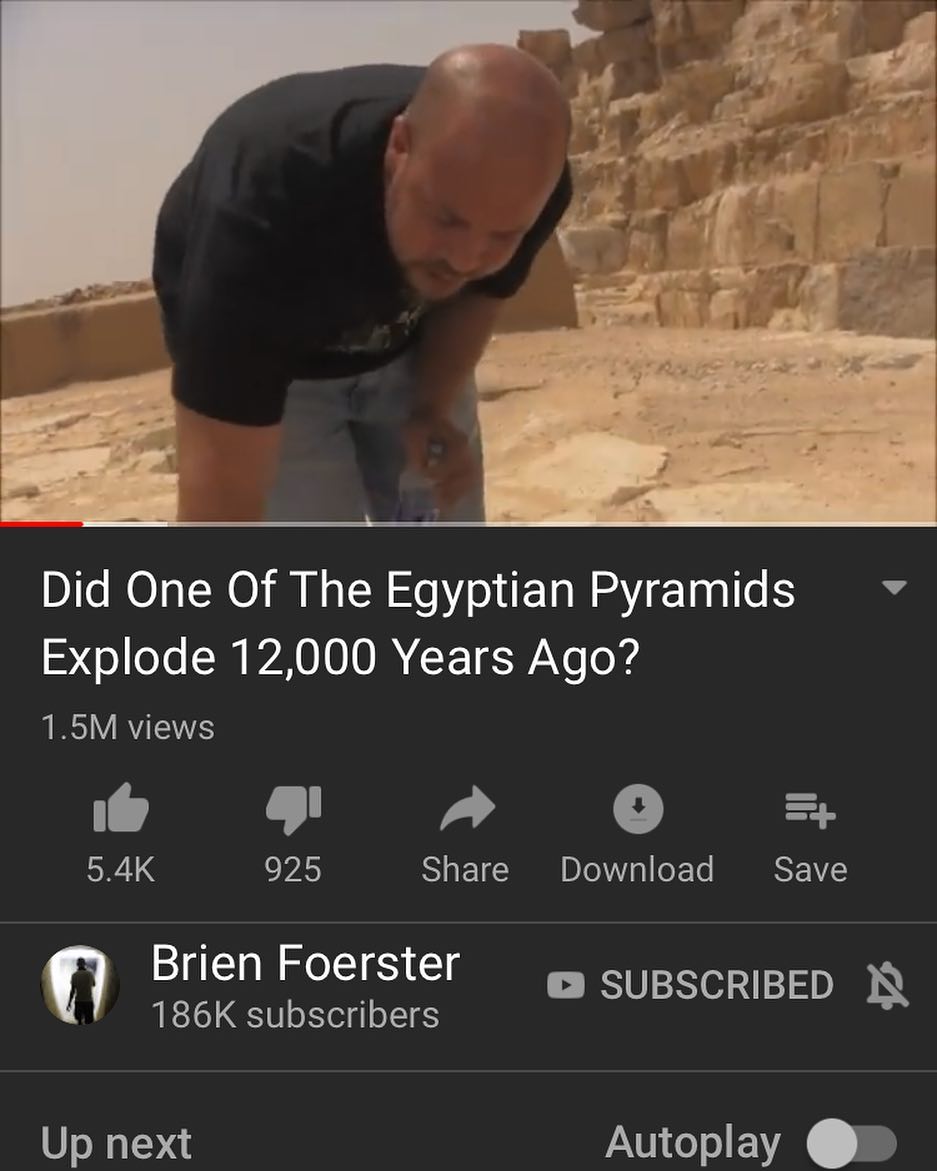 Did One Of The Egyptian Pyramids
Explode 12,000 Years Ago?
1.5M views
5.4K 925 Share Download Save
Brien Foerster
186K subscribers
SUBSCRIBED
Up next Autoplay